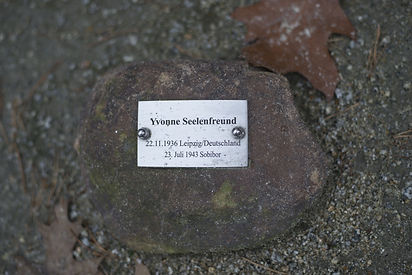 Yvonne Seelenfreund
22.11.1936 Leipzig/Deutschland
23. Juli 1943 Sobibor